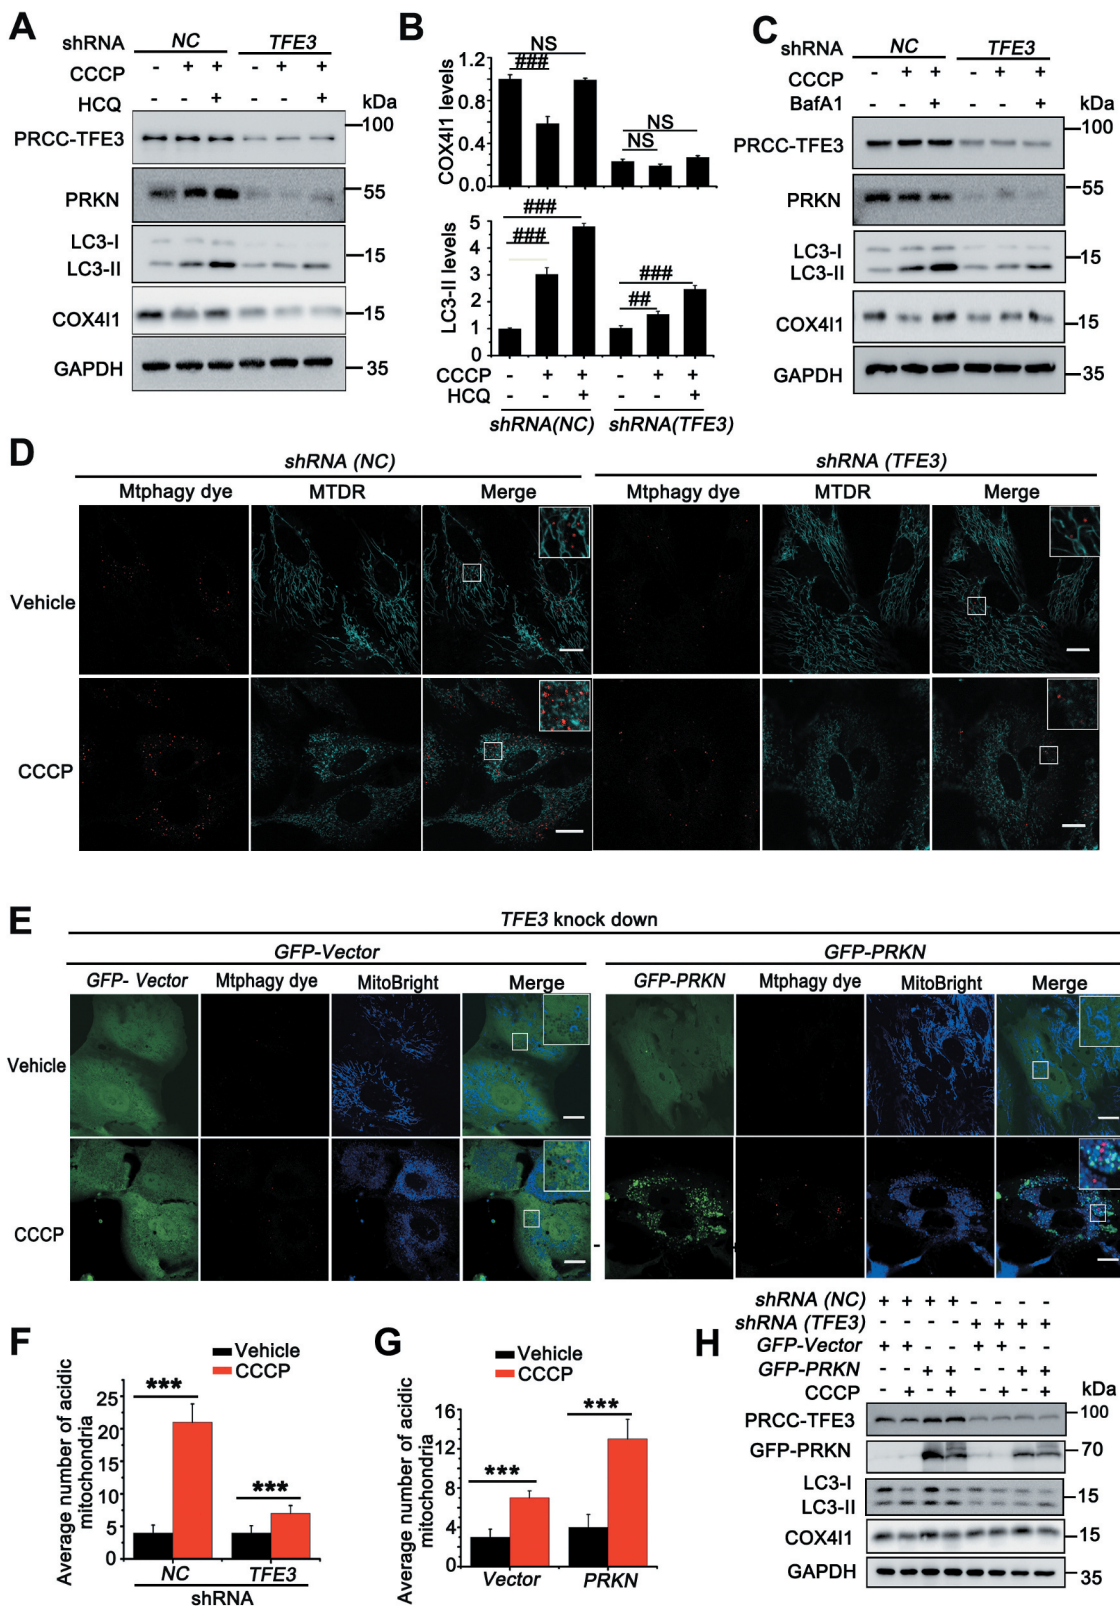 A
shRNA NC TFE3
CCCP - + + - + +
HCQ - - + - - + kDa
PRCC-TFE3 100
PRKN 55
LC3-I
LC3-II 15
COX4I1 15
GAPDH 35
B
COX4I1 levels
1.2
0.8
0.4
0.0
NS
###
NS
NS
LC3-II levels
5
4
3
2
1
0
###
###
###
##
CCCP - + + - + +
HCQ - - + - - +
shRNA(NC) shRNA(TFE3)
C
shRNA NC TFE3
CCCP - + + - + +
BafA1 - - + - - + kDa
PRCC-TFE3 100
PRKN 55
LC3-I
LC3-II 15
COX4I1 15
GAPDH 35
D
shRNA (NC) shRNA (TFE3)
Mtphagy dye MTDR Merge Mtphagy dye MTDR Merge
Vehicle
CCCP
E
TFE3 knock down
GFP-Vector GFP-PRKN
GFP- Vector Mtphagy dye MitoBright Merge GFP-PRKN Mtphagy dye MitoBright Merge
Vehicle
CCCP
F
Vehicle
CCCP
Average number of acidic
mitochondria
25
20
15
10
5
0
***
***
NC TFE3
shRNA
G
Vehicle
CCCP
Average number of acidic
mitochondria
16
12
8
4
0
***
***
Vector PRKN
H
shRNA (NC) + + + + - - - -
shRNA (TFE3) - - - - + + + +
GFP-Vector + + - - + + - -
GFP-PRKN - - + + - - + +
CCCP - + - + - + - + kDa
PRCC-TFE3 100
GFP-PRKN 70
LC3-I
LC3-II 15
COX4I1 15
GAPDH 35